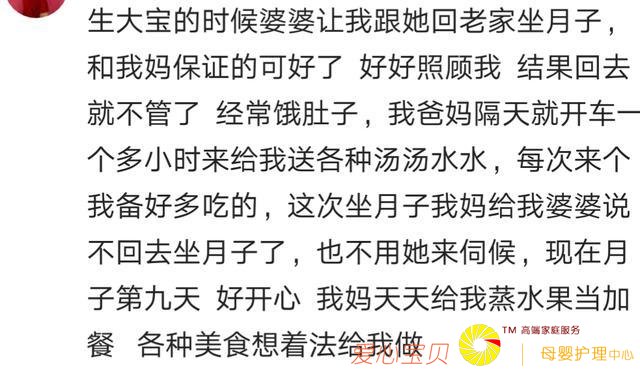 生大宝的时候婆婆让我跟她回老家坐月子，
和我妈保证的可好了 好好照顾我 结果回去
就不管了 经常饿肚子，我爸妈隔天就开车一
个多小时来给我送各种汤汤水水，每次来个
我备好多吃的，这次坐月子我妈给我婆婆说
不回去坐月子了，也不用她来伺候，现在月
子第九天 好开心 我妈天天给我蒸水果当加
餐 各种美食想着法给我做
爱心宝贝
TM 高端家庭服务
母婴护理中心